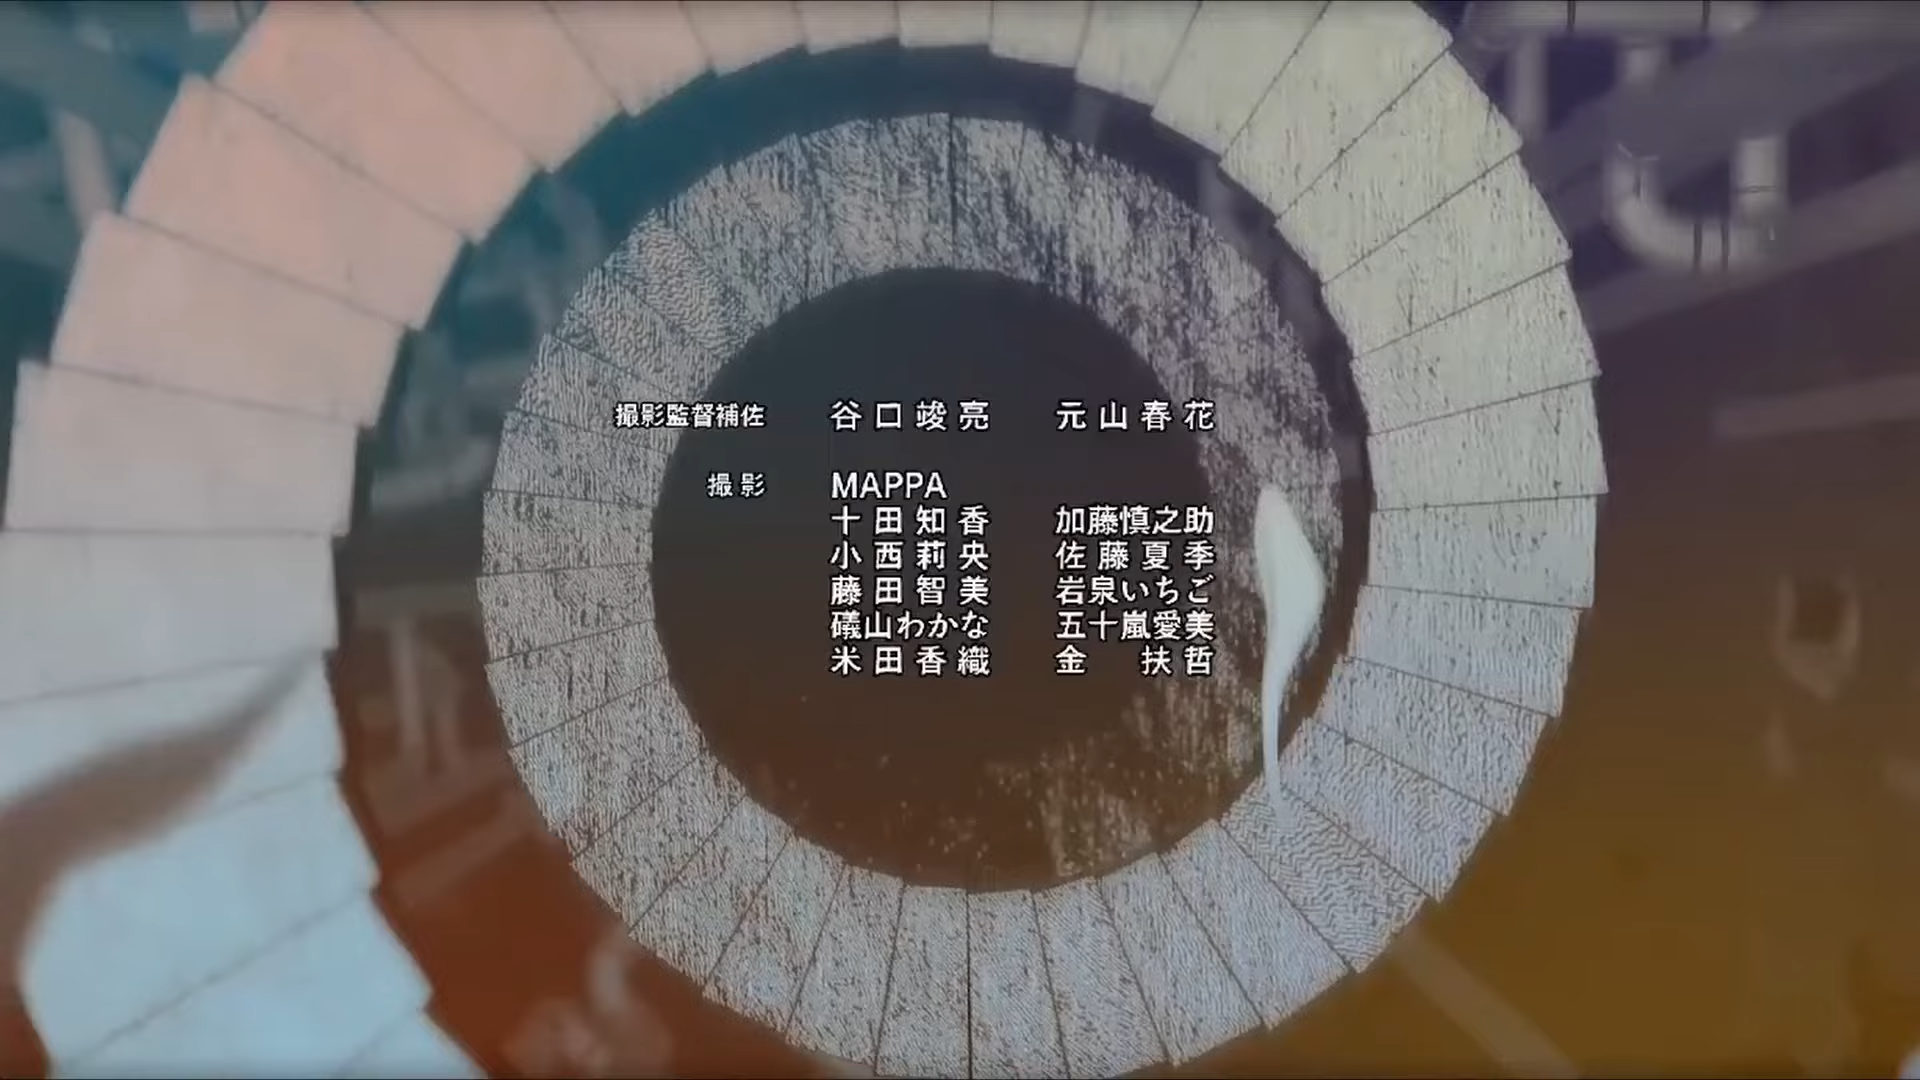 撮影監督補佐 谷口竣亮 元山春花
撮影 MAPPA
十田知香 加藤慎之助
小西莉央 佐藤夏季
藤田智美 岩泉いちご
礒山わかな 五十嵐愛美
米田香織 金扶哲